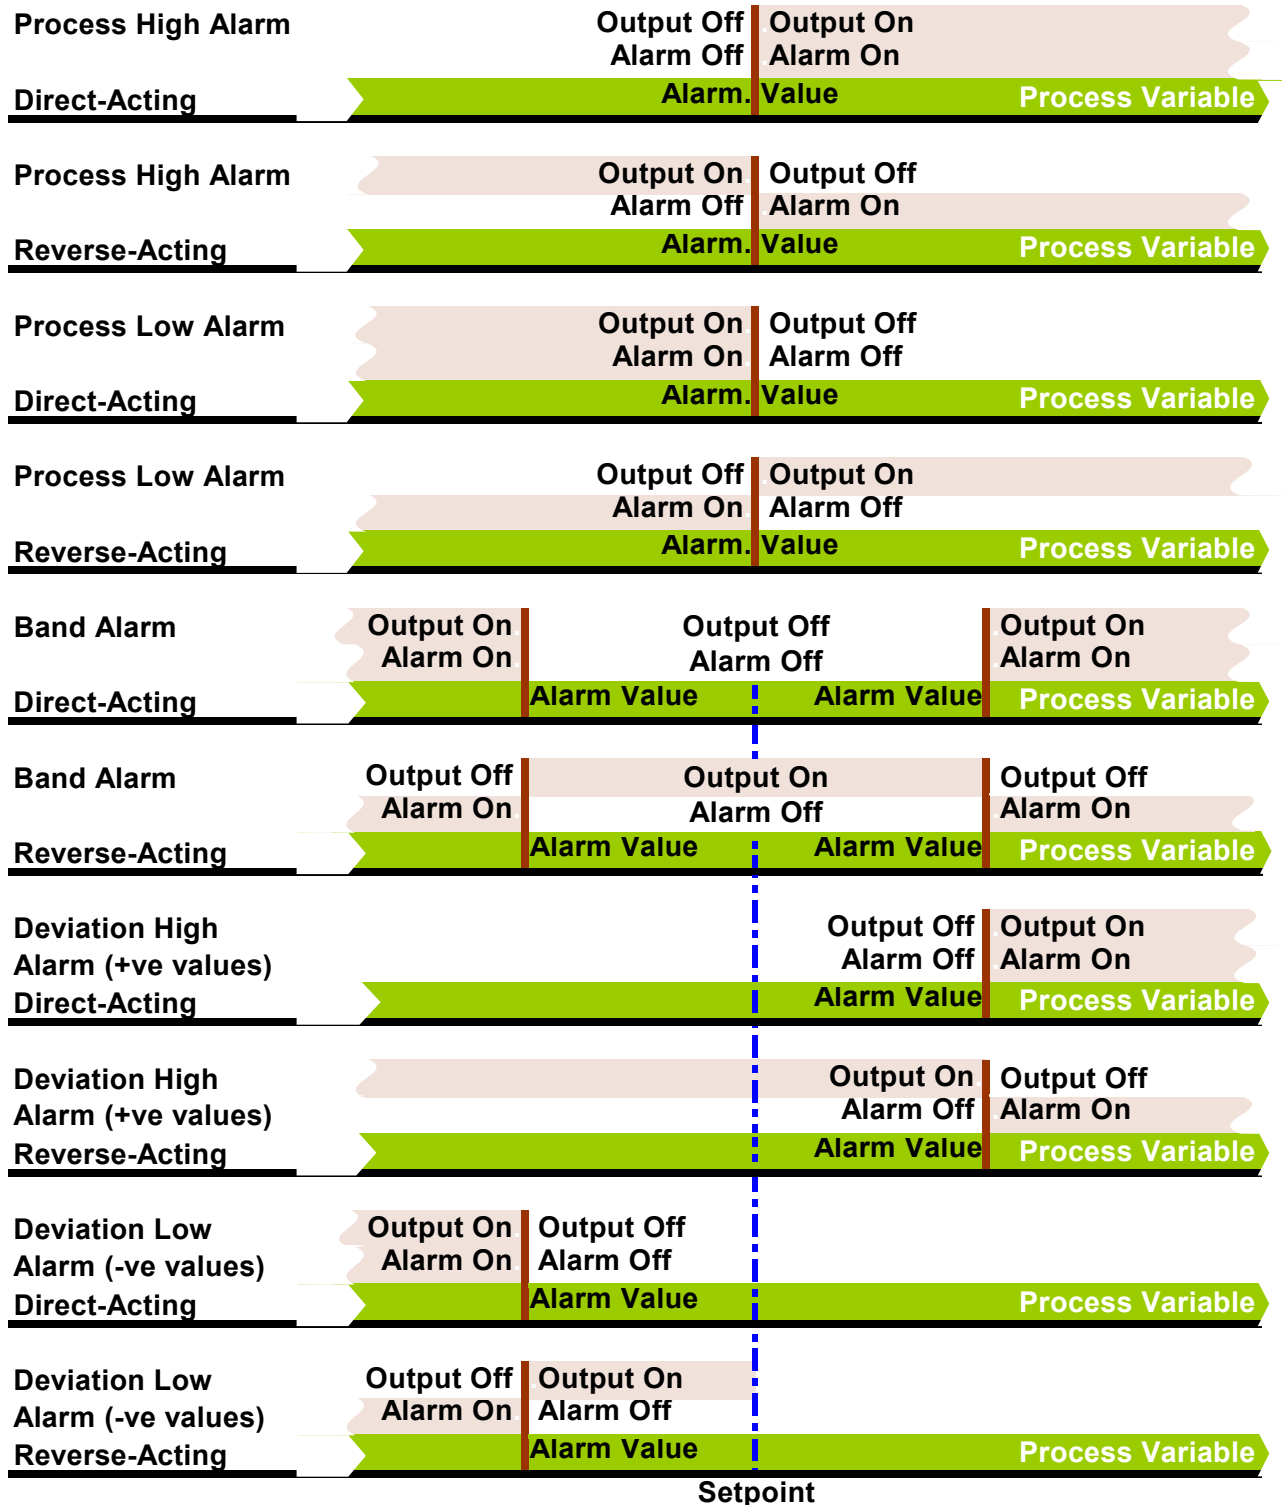 Process High Alarm Output Off Output On
Alarm Off Alarm On
Direct-Acting Alarm. Value Process Variable
Process High Alarm Output On Output Off
Alarm Off Alarm On
Reverse-Acting Alarm. Value Process Variable
Process Low Alarm Output On Output Off
Alarm On Alarm Off
Direct-Acting Alarm. Value Process Variable
Process Low Alarm Output Off Output On
Alarm On Alarm Off
Reverse-Acting Alarm. Value Process Variable
Band Alarm Output On Output Off Output On
Alarm On Alarm Off Alarm On
Direct-Acting Alarm Value Alarm Value Process Variable
Band Alarm Output Off Output On Output Off
Alarm On Alarm Off Alarm On
Reverse-Acting Alarm Value Alarm Value Process Variable
Deviation High Output Off Output On
Alarm (+ve values) Alarm Off Alarm On
Direct-Acting Alarm Value Process Variable
Deviation High Output On Output Off
Alarm (+ve values) Alarm Off Alarm On
Reverse-Acting Alarm Value Process Variable
Deviation Low Output On Output Off
Alarm (-ve values) Alarm On Alarm Off
Direct-Acting Alarm Value Process Variable
Deviation Low Output Off Output On
Alarm (-ve values) Alarm On Alarm Off
Reverse-Acting Alarm Value Process Variable
Setpoint